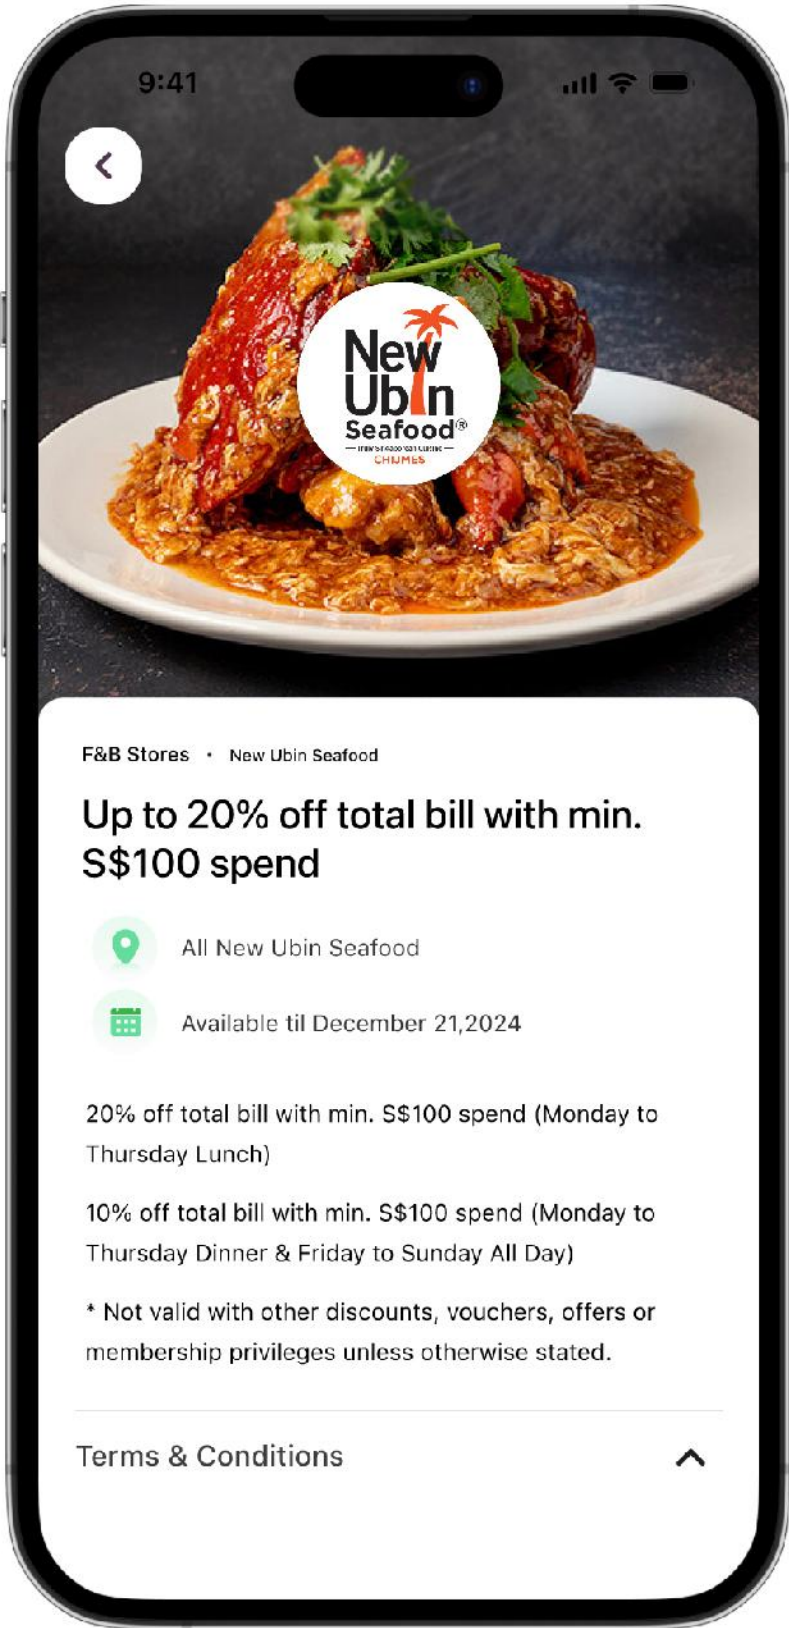 9:41
New
Ubin
Seafood®
CHIJMES
F&B Stores • New Ubin Seafood
Up to 20% off total bill with min.
S$100 spend
All New Ubin Seafood
Available til December 21,2024
20% off total bill with min. S$100 spend (Monday to
Thursday Lunch)
10% off total bill with min. S$100 spend (Monday to
Thursday Dinner & Friday to Sunday All Day)
* Not valid with other discounts, vouchers, offers or
membership privileges unless otherwise stated.
Terms & Conditions